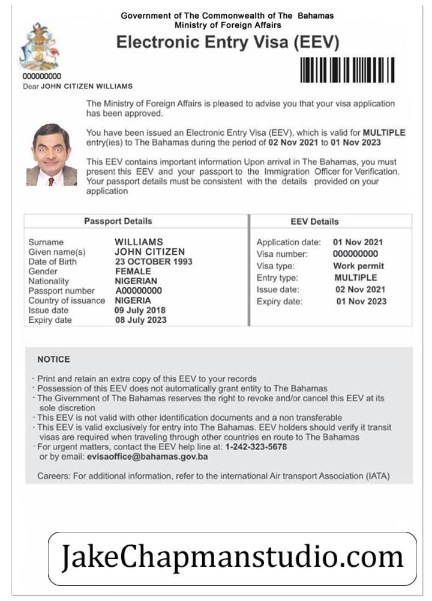 Government of The Commonwealth of The Bahamas
Ministry of Foreign Affairs
Electronic Entry Visa (EEV)
000000000
Dear JOHN CITIZEN WILLIAMS
The Ministry of Foreign Affairs is pleased to advise you that your visa application
has been approved.
You have been issued an Electronic Entry Visa (EEV), which is valid for MULTIPLE
entry(ies) to The Bahamas during the period of 02 Nov 2021 to 01 Nov 2023
This EEV contains important information Upon arrival in The Bahamas, you must
present this EEV and your passport to the Immigration Officer for Verification.
Your passport details must be consistent with the details provided on your
application
Passport Details
Surname WILLIAMS
Given name(s) JOHN CITIZEN
Date of Birth 23 OCTOBER 1993
Gender FEMALE
Nationality NIGERIAN
Passport number A00000000
Country of issuance NIGERIA
Issue date 09 July 2018
Expiry date 08 July 2023
EEV Details
Application date: 01 Nov 2021
Visa number: 000000000
Visa type: Work permit
Entry type: MULTIPLE
Issue date: 02 Nov 2021
Expiry date: 01 Nov 2023
NOTICE
· Print and retain an extra copy of this EEV to your records
· Possession of this EEV does not automatically grant entity to The Bahamas
· The Givernment of The Bahamas reserves the right to revoke and/or cancel this EEV at its
sole discretion
· This EEV is not valid with other identification documents and a non transferable
· This EEV is valid exclusively for entry into The Bahamas. EEV holders should verify it transit
visas are required when traveling through other countries en route to The Bahamas
· For urgent matters, contact the EEV help line at: 1-242-323-5678
or by email: evisaoffice@bahamas.gov.ba
Careers: For additional information, refer to the international Air transport Association (IATA)
JakeChapmanstudio.com